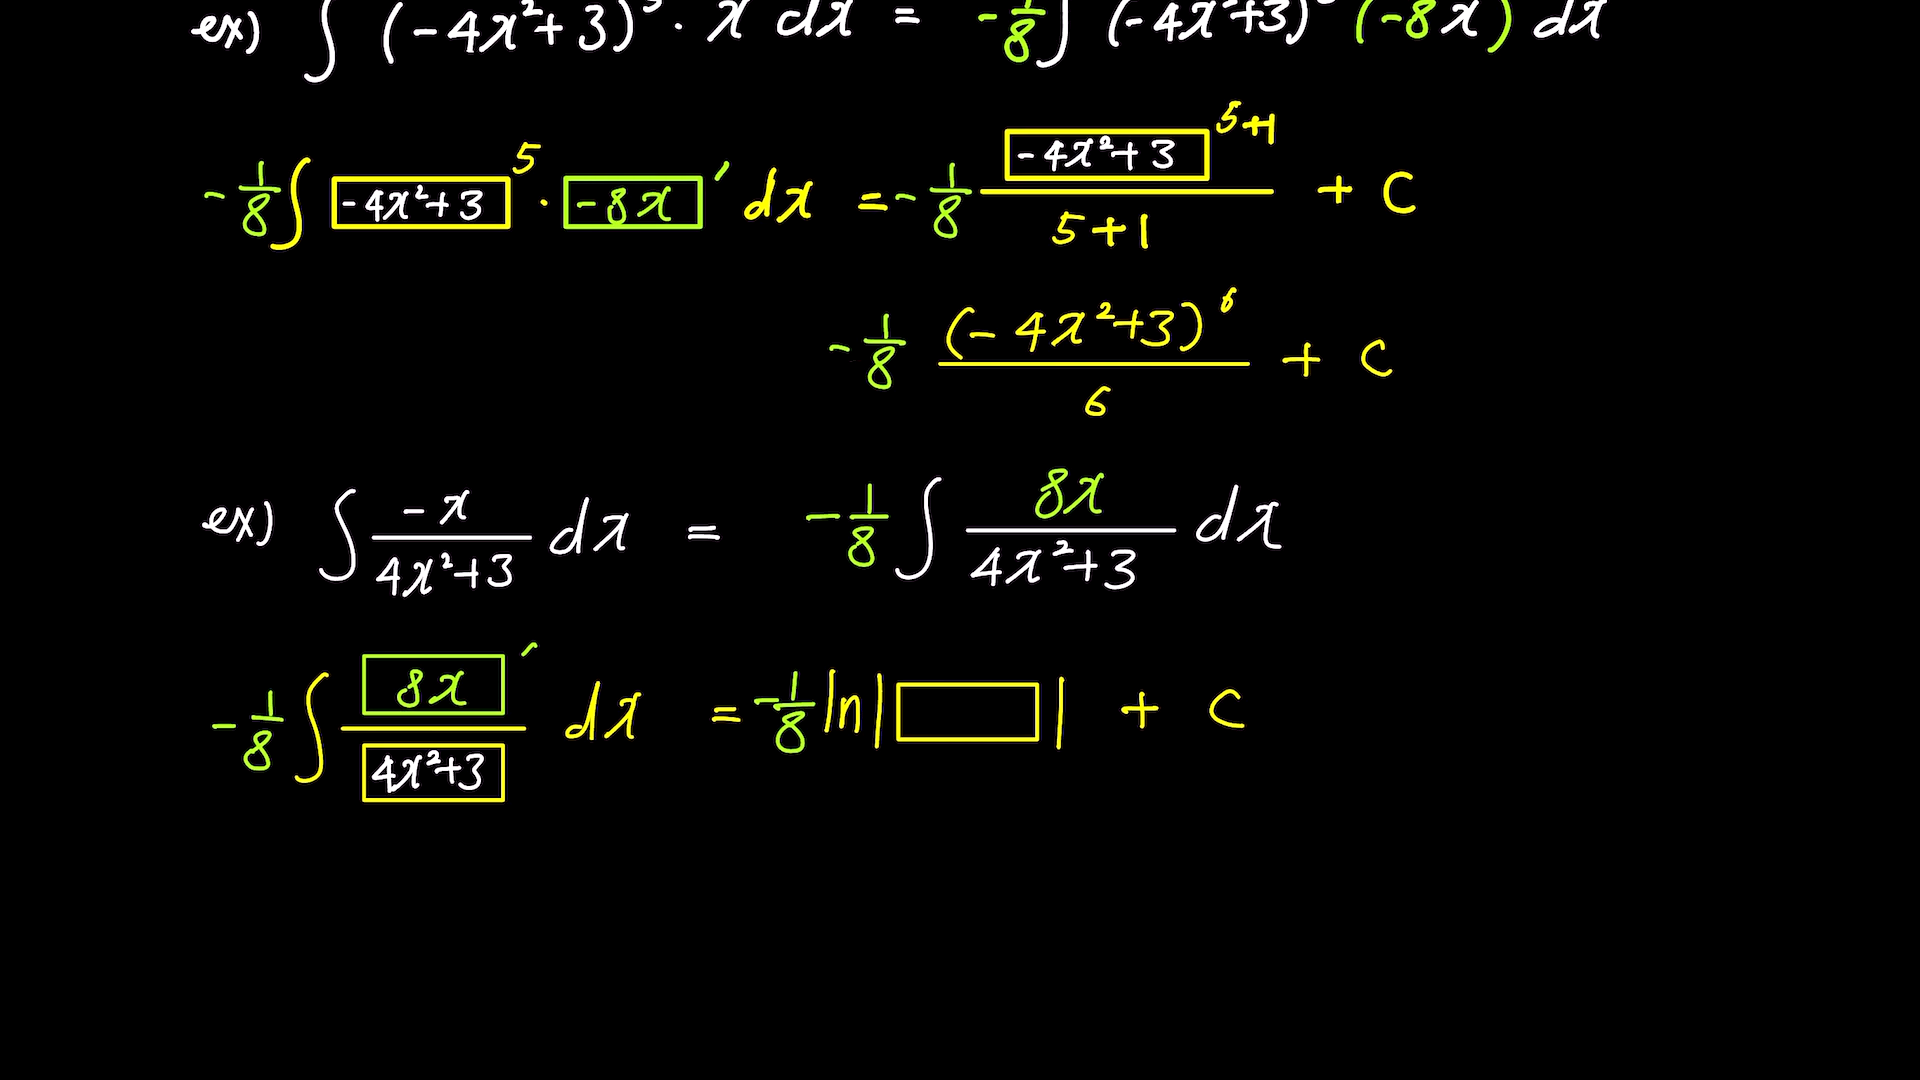 ex) ∫ (-4x²+3)⁵ · x dx = -1/8 ∫ (-4x²+3)⁵ (-8x) dx
-1/8 ∫ [-4x²+3]⁵ · [-8x]′ dx = -1/8 [-4x²+3]⁵⁺¹/(5+1) + C
-1/8 (-4x²+3)⁶/6 + C
ex) ∫ -x/(4x²+3) dx = -1/8 ∫ 8x/(4x²+3) dx
-1/8 ∫ [8x]′/[4x²+3] dx = -1/8 ln|[ ]| + C